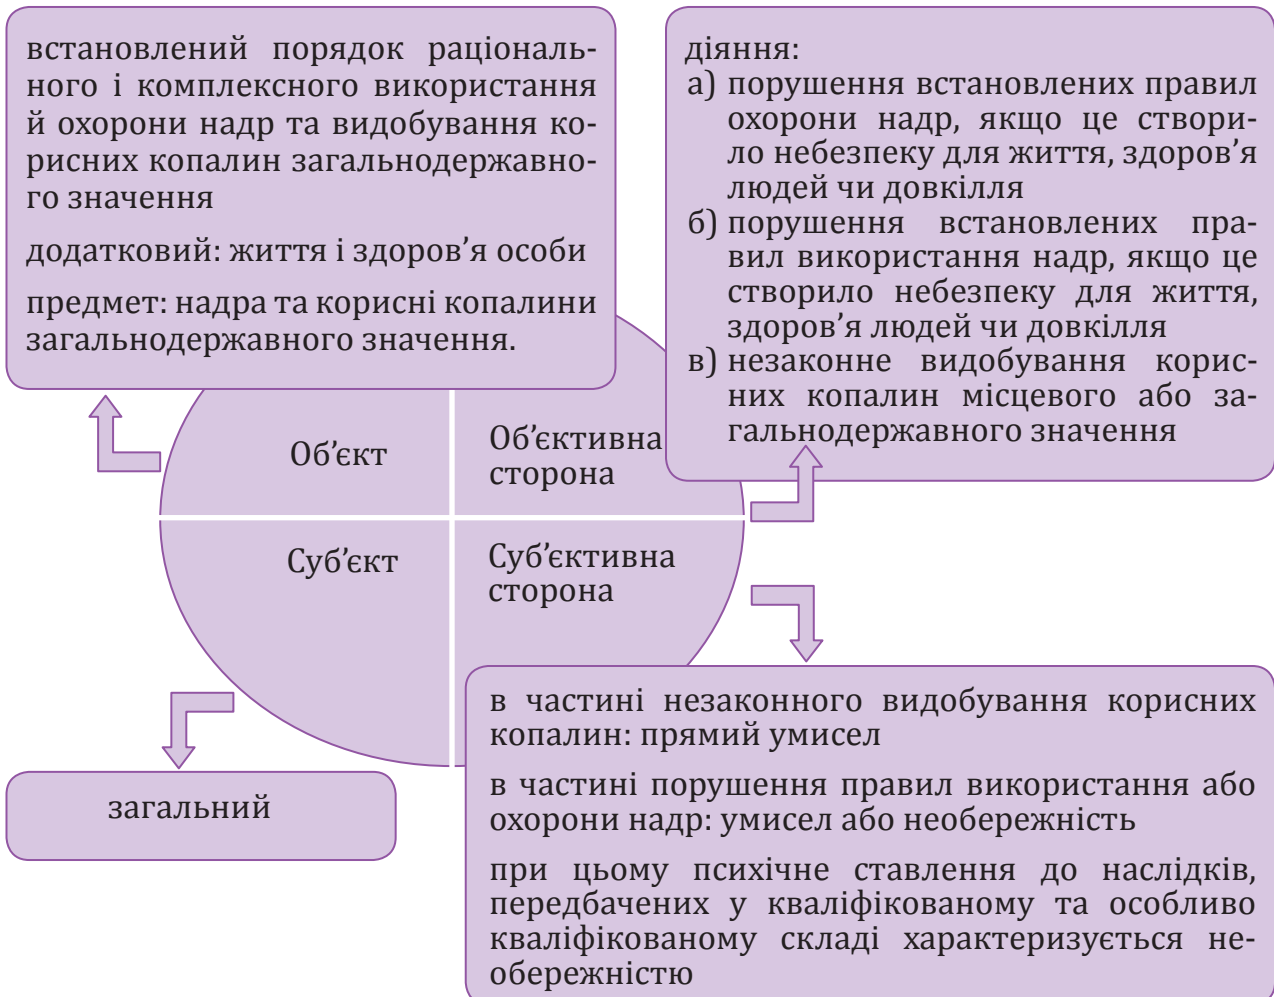 встановлений порядок раціональ-
ного і комплексного використання
й охорони надр та видобування ко-
рисних копалин загальнодержавно-
го значення
додатковий: життя і здоров’я особи
предмет: надра та корисні копалини
загальнодержавного значення.
діяння:
а) порушення встановлених правил
охорони надр, якщо це створи-
ло небезпеку для життя, здоров’я
людей чи довкілля
б) порушення встановлених пра-
вил використання надр, якщо це
створило небезпеку для життя,
здоров’я людей чи довкілля
в) незаконне видобування корис-
них копалин місцевого або за-
гальнодержавного значення
Об’єкт
Об’єктивна
сторона
Суб’єкт
Суб’єктивна
сторона
загальний
в частині незаконного видобування корисних
копалин: прямий умисел
в частині порушення правил використання або
охорони надр: умисел або необережність
при цьому психічне ставлення до наслідків,
передбачених у кваліфікованому та особливо
кваліфікованому складі характеризується не-
обережністю